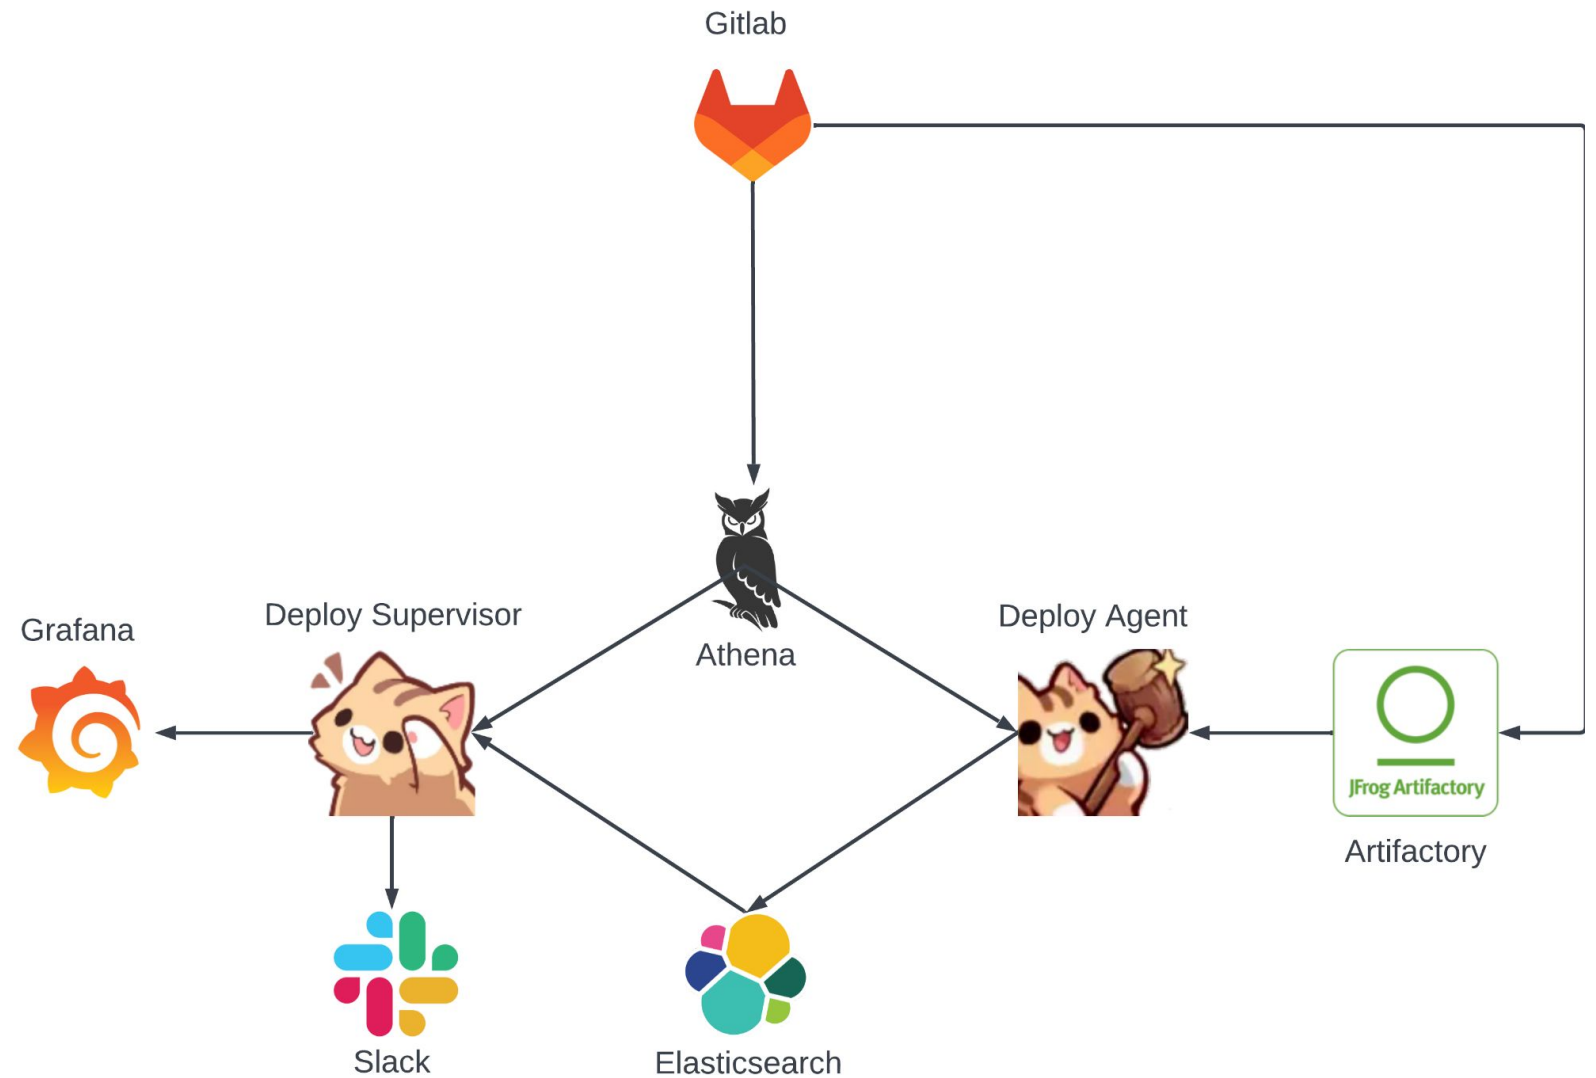 Gitlab
Deploy Supervisor
Deploy Agent
Grafana
Athena
JFrog Artifactory
Artifactory
Slack
Elasticsearch